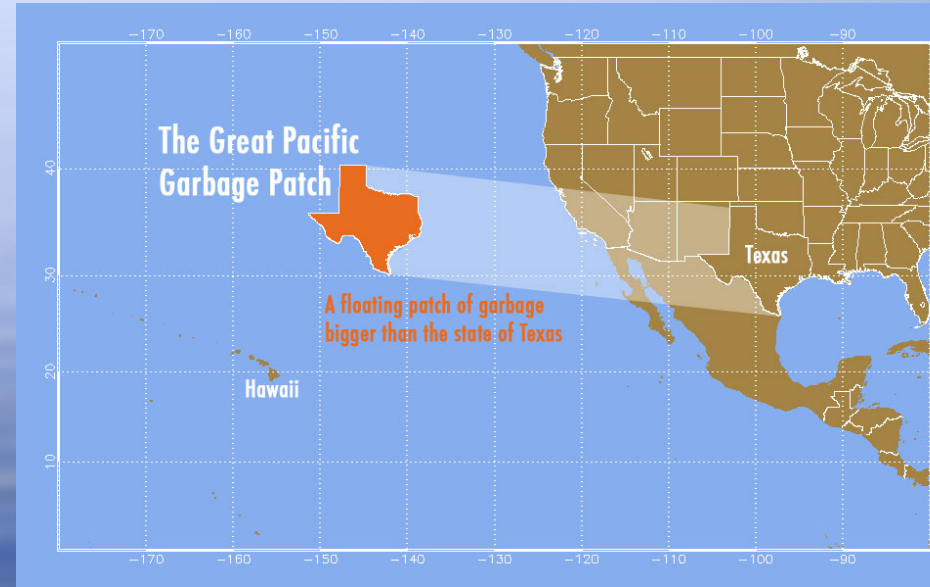 -170 -160 -150 -140 -130 -120 -110 -100 -90
The Great Pacific
Garbage Patch
40
Texas
30
A floating patch of garbage
bigger than the state of Texas
20
Hawaii
10
-170 -160 -150 -140 -130 -120 -110 -100 -90